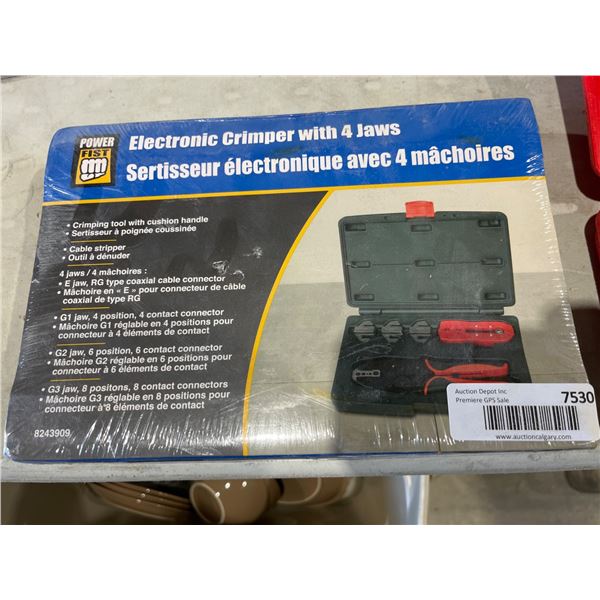 POWER
FIST
Electronic Crimper with 4 Jaws
Sertisseur électronique avec 4 mâchoires
• Crimping tool with cushion handle
• Sertisseur à poignée coussinée
• Cable stripper
• Outil à dénuder
4 jaws / 4 mâchoires :
• E jaw, RG type coaxial cable connector
• Mâchoire en « E » pour connecteur de câble
coaxial de type RG
• G1 jaw, 4 position, 4 contact connector
• Mâchoire G1 réglable en 4 positions pour
connecteur à 4 éléments de contact
• G2 jaw, 6 position, 6 contact connector
• Mâchoire G2 réglable en 6 positions pour
connecteur à 6 éléments de contact
• G3 jaw, 8 positons, 8 contact connectors
• Mâchoire G3 réglable en 8 positions pour
connecteur à 8 éléments de contact
8243909
Auction Depot Inc
Premiere GPS Sale
7530
www.auctioncalgary.com/